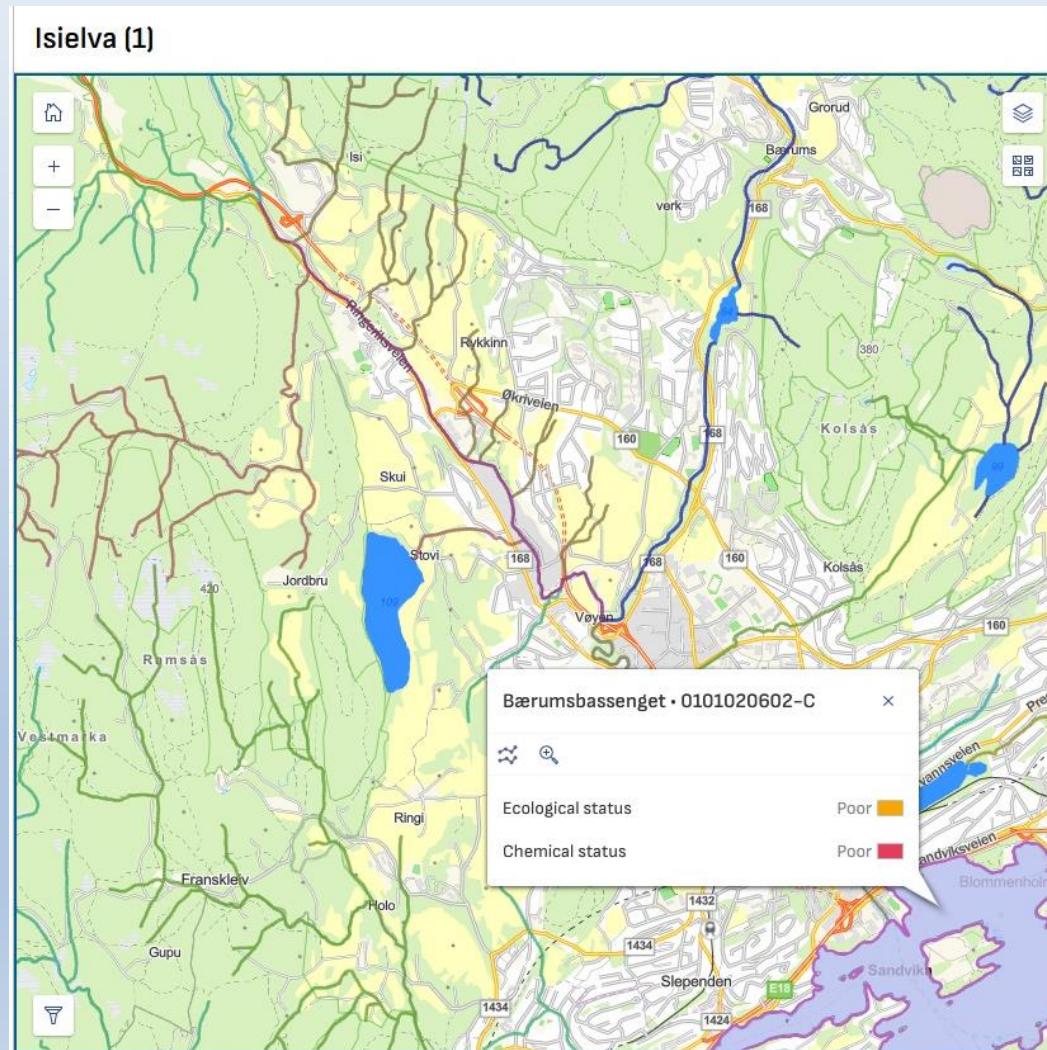 Isielva (1)
Grorud
Bærums
verk
168
Isi
Ringeriksveien
Rykkinn
Økriveien
380
Kolsås
160
168
99
Skui
Stovi
168
168
160
Kolsås
109
Jordbru
420
Vøyen
160
Ramsås
Vestmarka
Bærumsbassenget • 0101020602-C
Ecological status Poor
Chemical status Poor
Ringi
Franskleiv
Holo
Gupu
Blommenholm
1432
1434
Slependen
Sandvika
E18
1434
1424